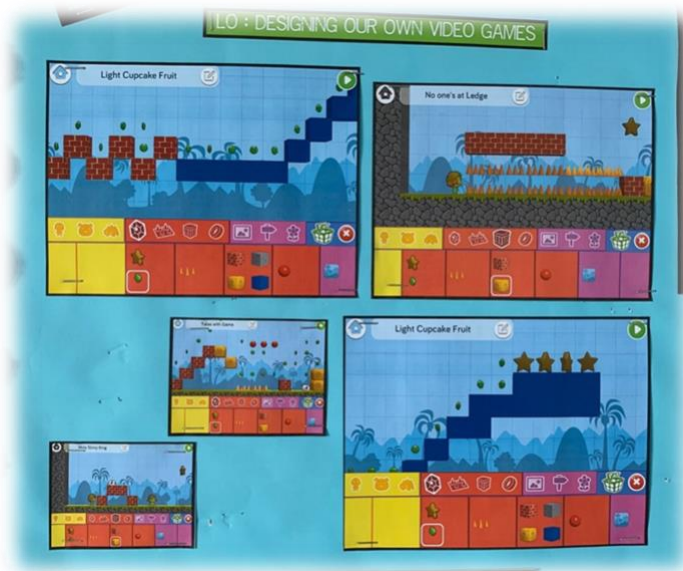 LO : DESIGNING OUR OWN VIDEO GAMES
Light Cupcake Fruit
No one's at Ledge
Light Cupcake Fruit